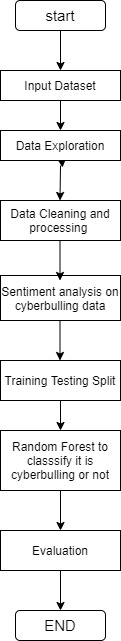 start
Input Dataset
Data Exploration
Data Cleaning and
processing
Sentiment analysis on
cyberbulling data
Training Testing Split
Random Forest to
classsify it is
cyberbulling or not
Evaluation
END